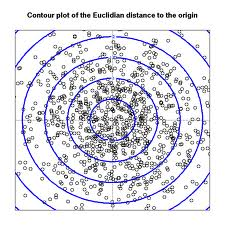 Contour plot of the Euclidian distance to the origin